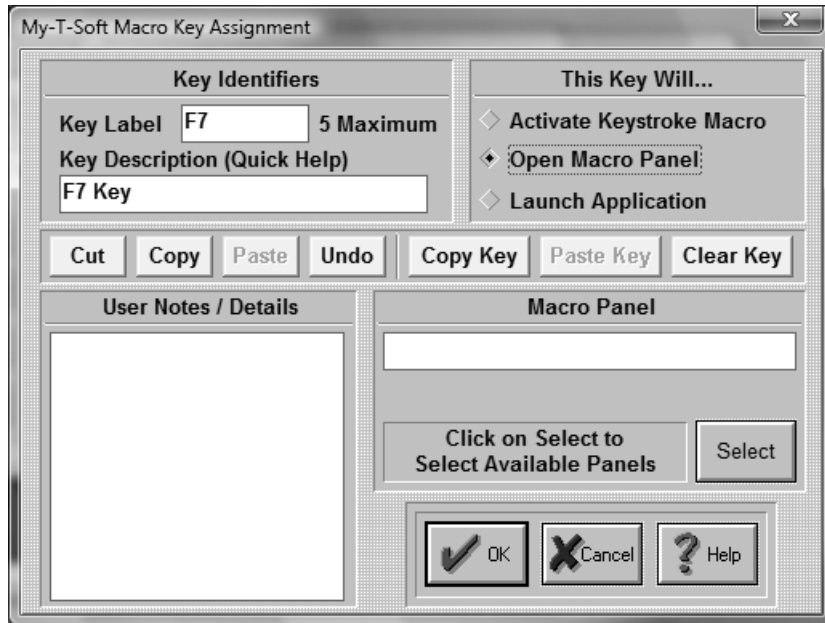 My-T-Soft Macro Key Assignment
Key Identifiers
Key Label F7 5 Maximum
Key Description (Quick Help)
F7 Key
This Key Will...
Activate Keystroke Macro
Open Macro Panel
Launch Application
Cut Copy Paste Undo Copy Key Paste Key Clear Key
User Notes / Details
Macro Panel
Click on Select to
Select Available Panels
Select
OK Cancel Help